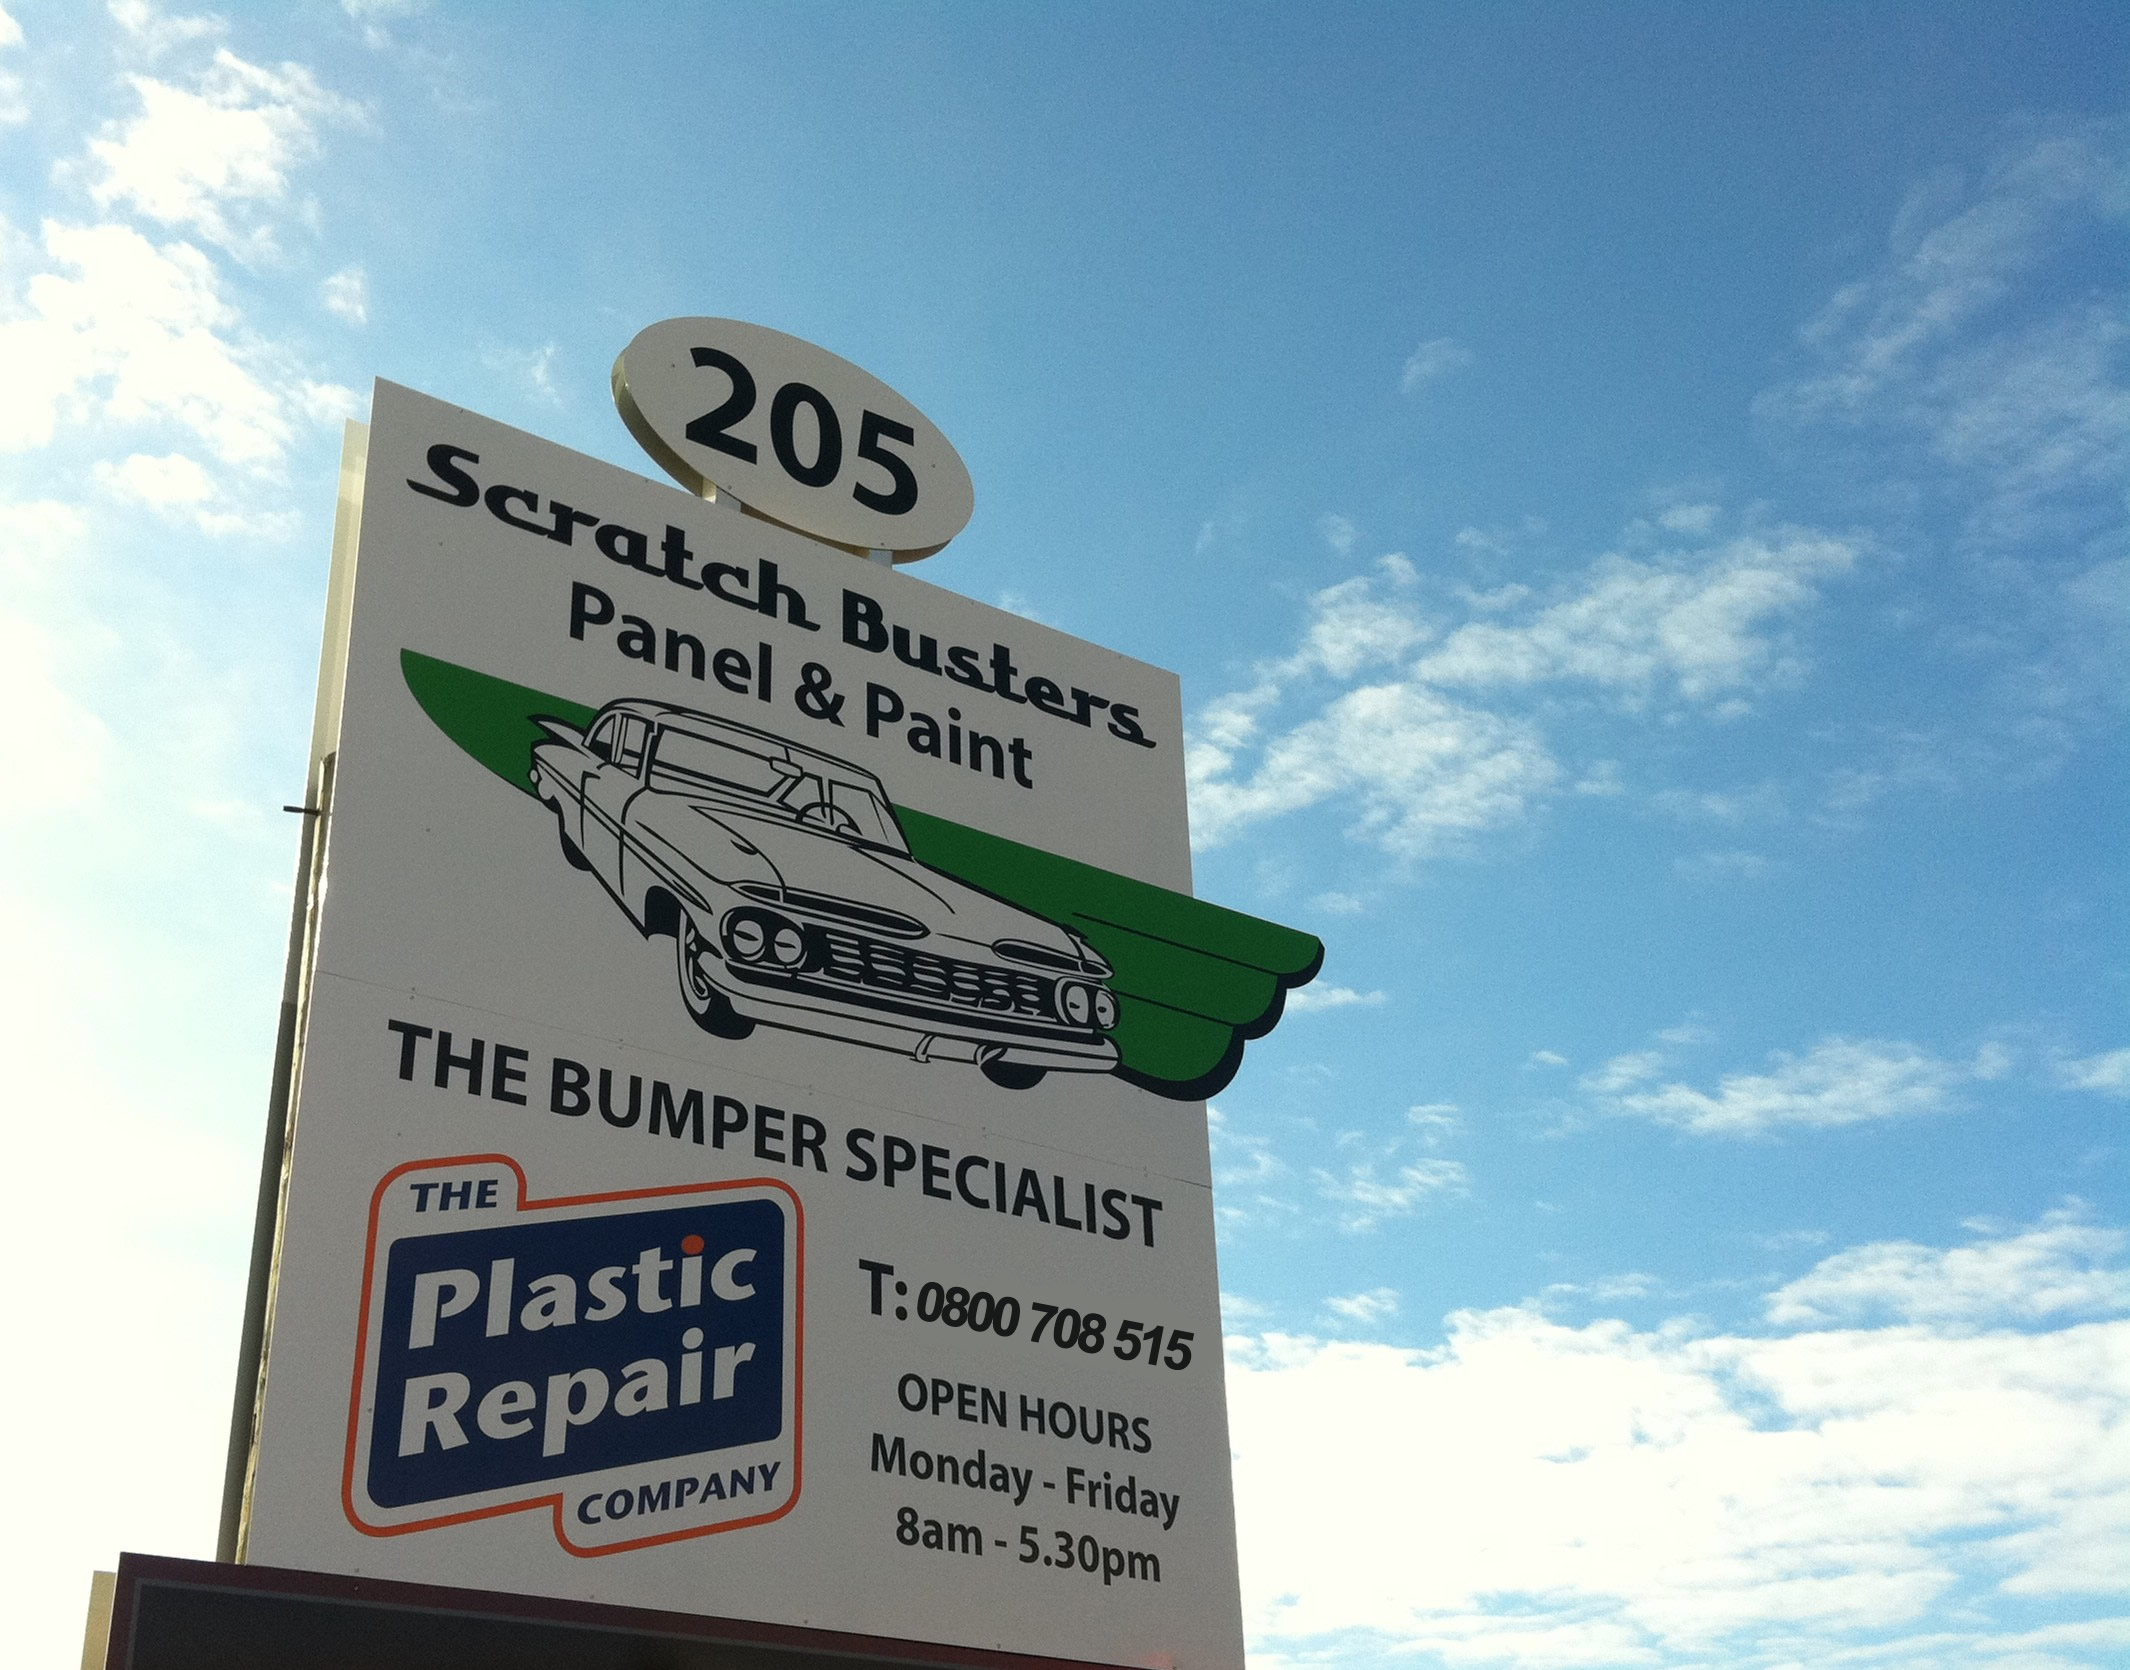 205
Scratch Busters
Panel & Paint
THE BUMPER SPECIALIST
THE
Plastic
Repair
COMPANY
T: 0800 708 515
OPEN HOURS
Monday - Friday
8am - 5.30pm